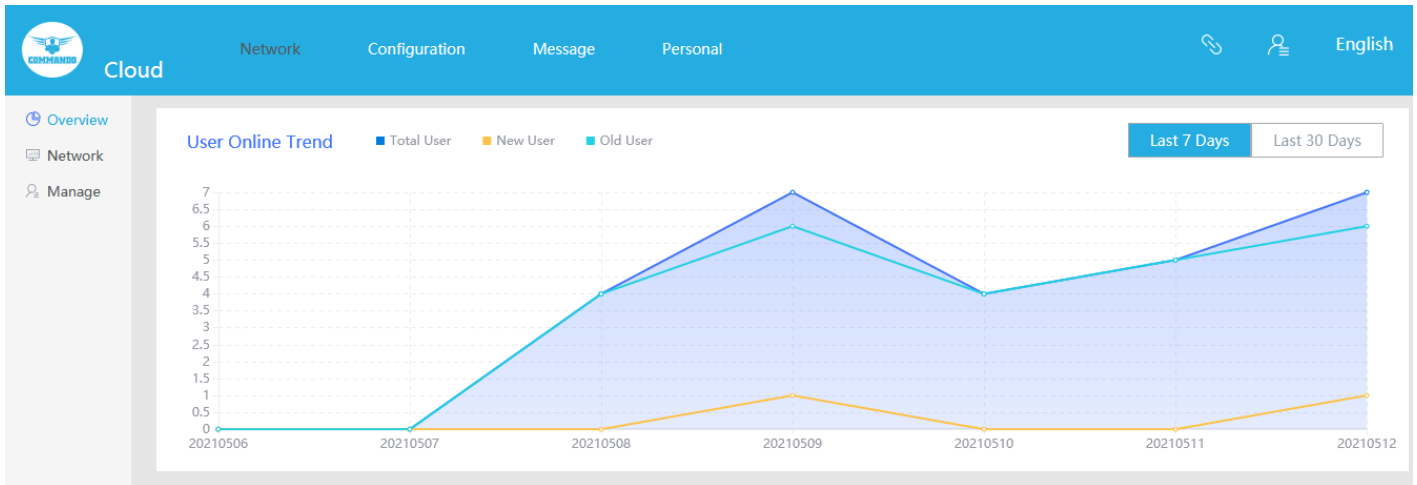 COMMANDO
Cloud
Network Configuration Message Personal English
Overview
Network
Manage
User Online Trend Total User New User Old User Last 7 Days Last 30 Days
7
6.5
6
5.5
5
4.5
4
3.5
3
2.5
2
1.5
1
0.5
0
20210506 20210507 20210508 20210509 20210510 20210511 20210512